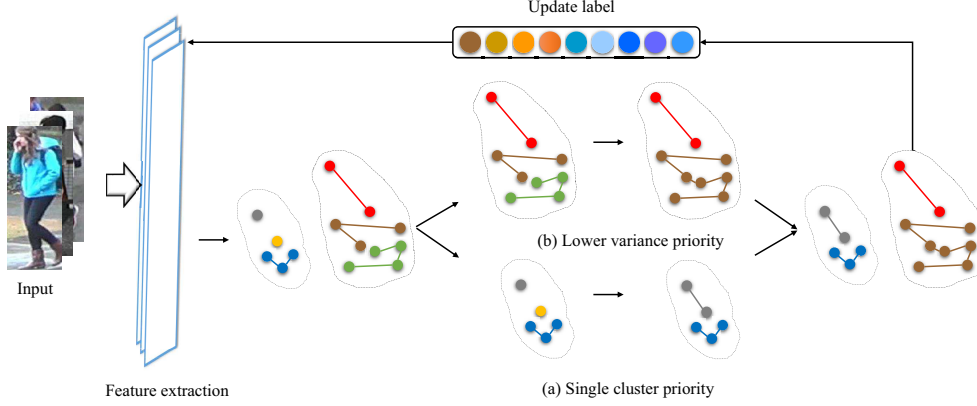 Update label
(b) Lower variance priority
Input
Feature extraction
(a) Single cluster priority